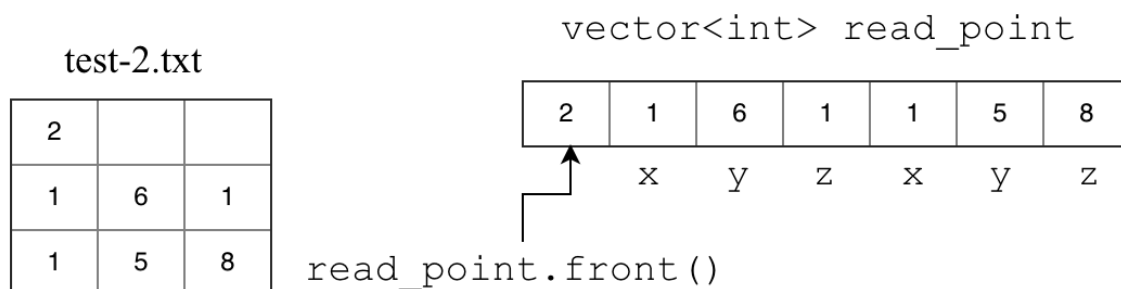 test-2.txt
2
1 6 1
1 5 8
vector<int> read_point
2 1 6 1 1 5 8
x y z x y z
read_point.front()